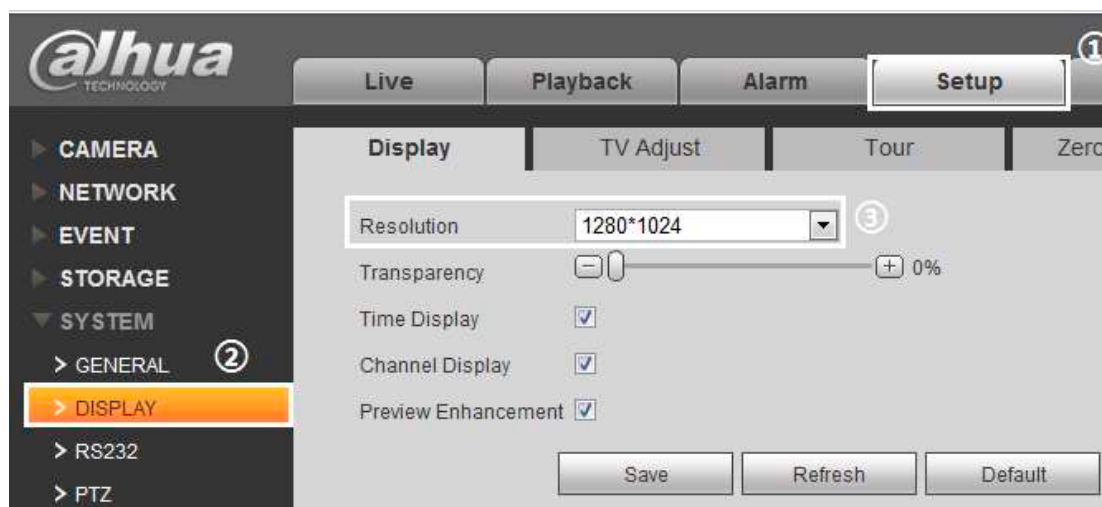 alhua
TECHNOLOGY
Live Playback Alarm Setup ①
CAMERA
NETWORK
EVENT
STORAGE
SYSTEM
> GENERAL ②
> DISPLAY
> RS232
> PTZ
Display TV Adjust Tour Zero
Resolution 1280*1024 ③
Transparency 0%
Time Display
Channel Display
Preview Enhancement
Save Refresh Default